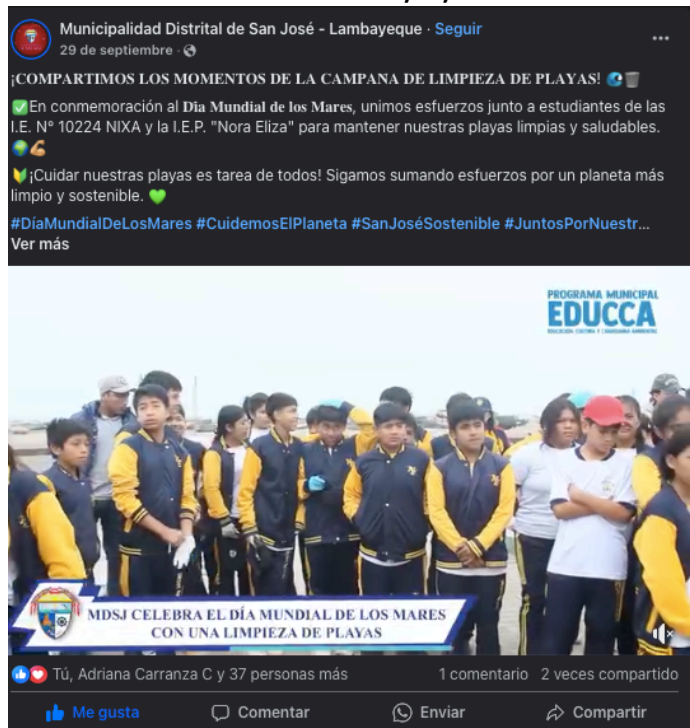 Municipalidad Distrital de San José - Lambayeque · Seguir
29 de septiembre ·
¡COMPARTIMOS LOS MOMENTOS DE LA CAMPAÑA DE LIMPIEZA DE PLAYAS! 🌊🗑️
✅En conmemoración al Día Mundial de los Mares, unimos esfuerzos junto a estudiantes de las
I.E. Nº 10224 NIXA y la I.E.P. "Nora Eliza" para mantener nuestras playas limpias y saludables.
🌍💪
🔰¡Cuidar nuestras playas es tarea de todos! Sigamos sumando esfuerzos por un planeta más
limpio y sostenible. 💚
#DíaMundialDeLosMares #CuidemosElPlaneta #SanJoséSostenible #JuntosPorNuestr...
Ver más
PROGRAMA MUNICIPAL
EDUCCA
MDSJ CELEBRA EL DÍA MUNDIAL DE LOS MARES
CON UNA LIMPIEZA DE PLAYAS
Tú, Adriana Carranza C y 37 personas más 1 comentario 2 veces compartido
Me gusta Comentar Enviar Compartir